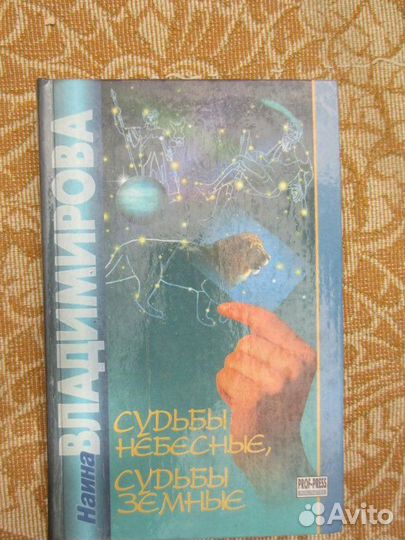 Наина
ВЛАДИМИРОВА
СУДЬБЫ
НЕБЕСНЫЕ,
СУДЬБЫ
ЗЕМНЫЕ
PROF-PRESS
Avito